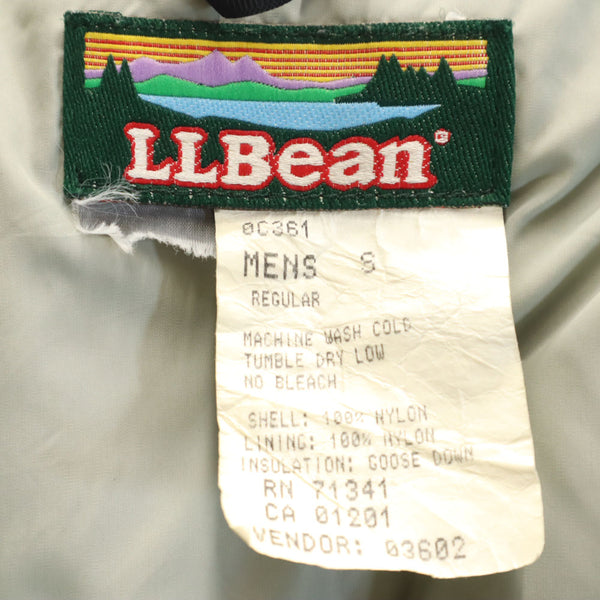 LLBean®
0C361
MENS S
REGULAR
MACHINE WASH COLD
TUMBLE DRY LOW
NO BLEACH
SHELL: 100% NYLON
LINING: 100% NYLON
INSULATION: GOOSE DOWN
RN 71341
CA 01201
VENDOR: 03602